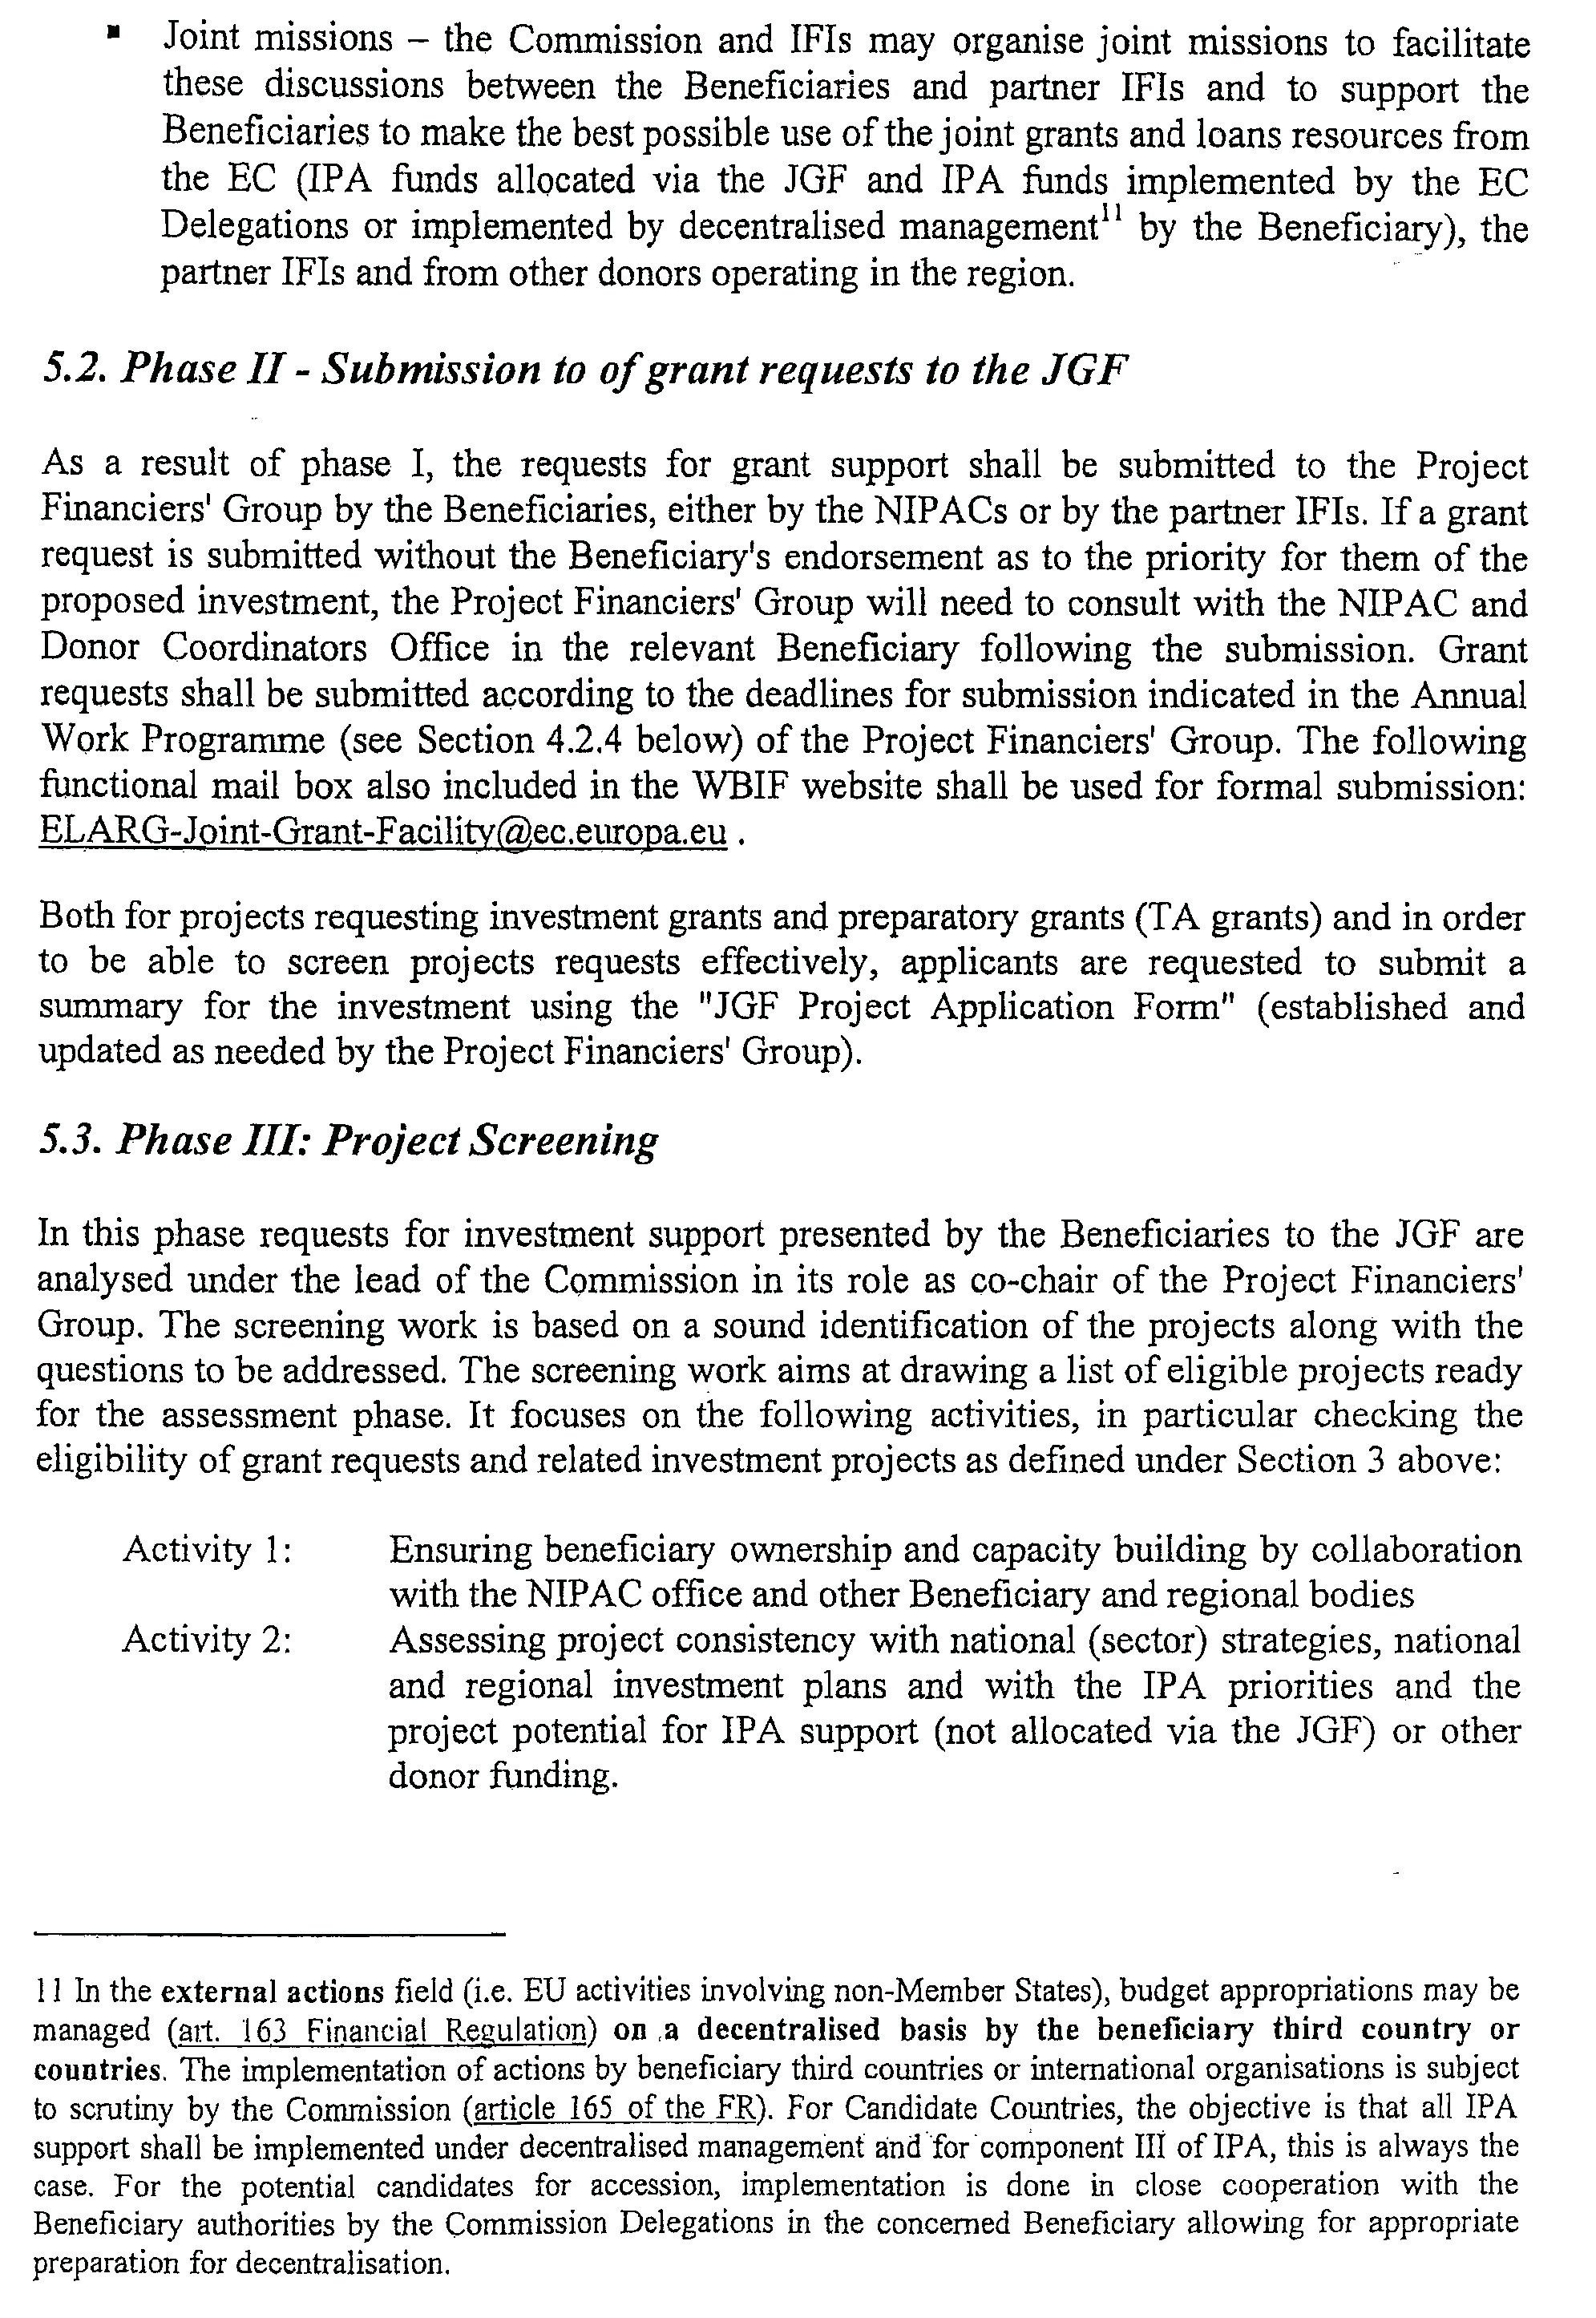 ▪ Joint missions – the Commission and IFIs may organise joint missions to facilitate
these discussions between the Beneficiaries and partner IFIs and to support the
Beneficiaries to make the best possible use of the joint grants and loans resources from
the EC (IPA funds allocated via the JGF and IPA funds implemented by the EC
Delegations or implemented by decentralised management11 by the Beneficiary), the
partner IFIs and from other donors operating in the region.
5.2. Phase II - Submission to of grant requests to the JGF
As a result of phase I, the requests for grant support shall be submitted to the Project
Financiers' Group by the Beneficiaries, either by the NIPACs or by the partner IFIs. If a grant
request is submitted without the Beneficiary's endorsement as to the priority for them of the
proposed investment, the Project Financiers' Group will need to consult with the NIPAC and
Donor Coordinators Office in the relevant Beneficiary following the submission. Grant
requests shall be submitted according to the deadlines for submission indicated in the Annual
Work Programme (see Section 4.2.4 below) of the Project Financiers' Group. The following
functional mail box also included in the WBIF website shall be used for formal submission:
ELARG-Joint-Grant-Facility@ec.europa.eu .
Both for projects requesting investment grants and preparatory grants (TA grants) and in order
to be able to screen projects requests effectively, applicants are requested to submit a
summary for the investment using the "JGF Project Application Form" (established and
updated as needed by the Project Financiers' Group).
5.3. Phase III: Project Screening
In this phase requests for investment support presented by the Beneficiaries to the JGF are
analysed under the lead of the Commission in its role as co-chair of the Project Financiers'
Group. The screening work is based on a sound identification of the projects along with the
questions to be addressed. The screening work aims at drawing a list of eligible projects ready
for the assessment phase. It focuses on the following activities, in particular checking the
eligibility of grant requests and related investment projects as defined under Section 3 above:
Activity 1: Ensuring beneficiary ownership and capacity building by collaboration
with the NIPAC office and other Beneficiary and regional bodies
Activity 2: Assessing project consistency with national (sector) strategies, national
and regional investment plans and with the IPA priorities and the
project potential for IPA support (not allocated via the JGF) or other
donor funding.
11 In the external actions field (i.e. EU activities involving non-Member States), budget appropriations may be
managed (art. 163 Financial Regulation) on a decentralised basis by the beneficiary third country or
countries. The implementation of actions by beneficiary third countries or international organisations is subject
to scrutiny by the Commission (article 165 of the FR). For Candidate Countries, the objective is that all IPA
support shall be implemented under decentralised management and for component III of IPA, this is always the
case. For the potential candidates for accession, implementation is done in close cooperation with the
Beneficiary authorities by the Commission Delegations in the concerned Beneficiary allowing for appropriate
preparation for decentralisation.